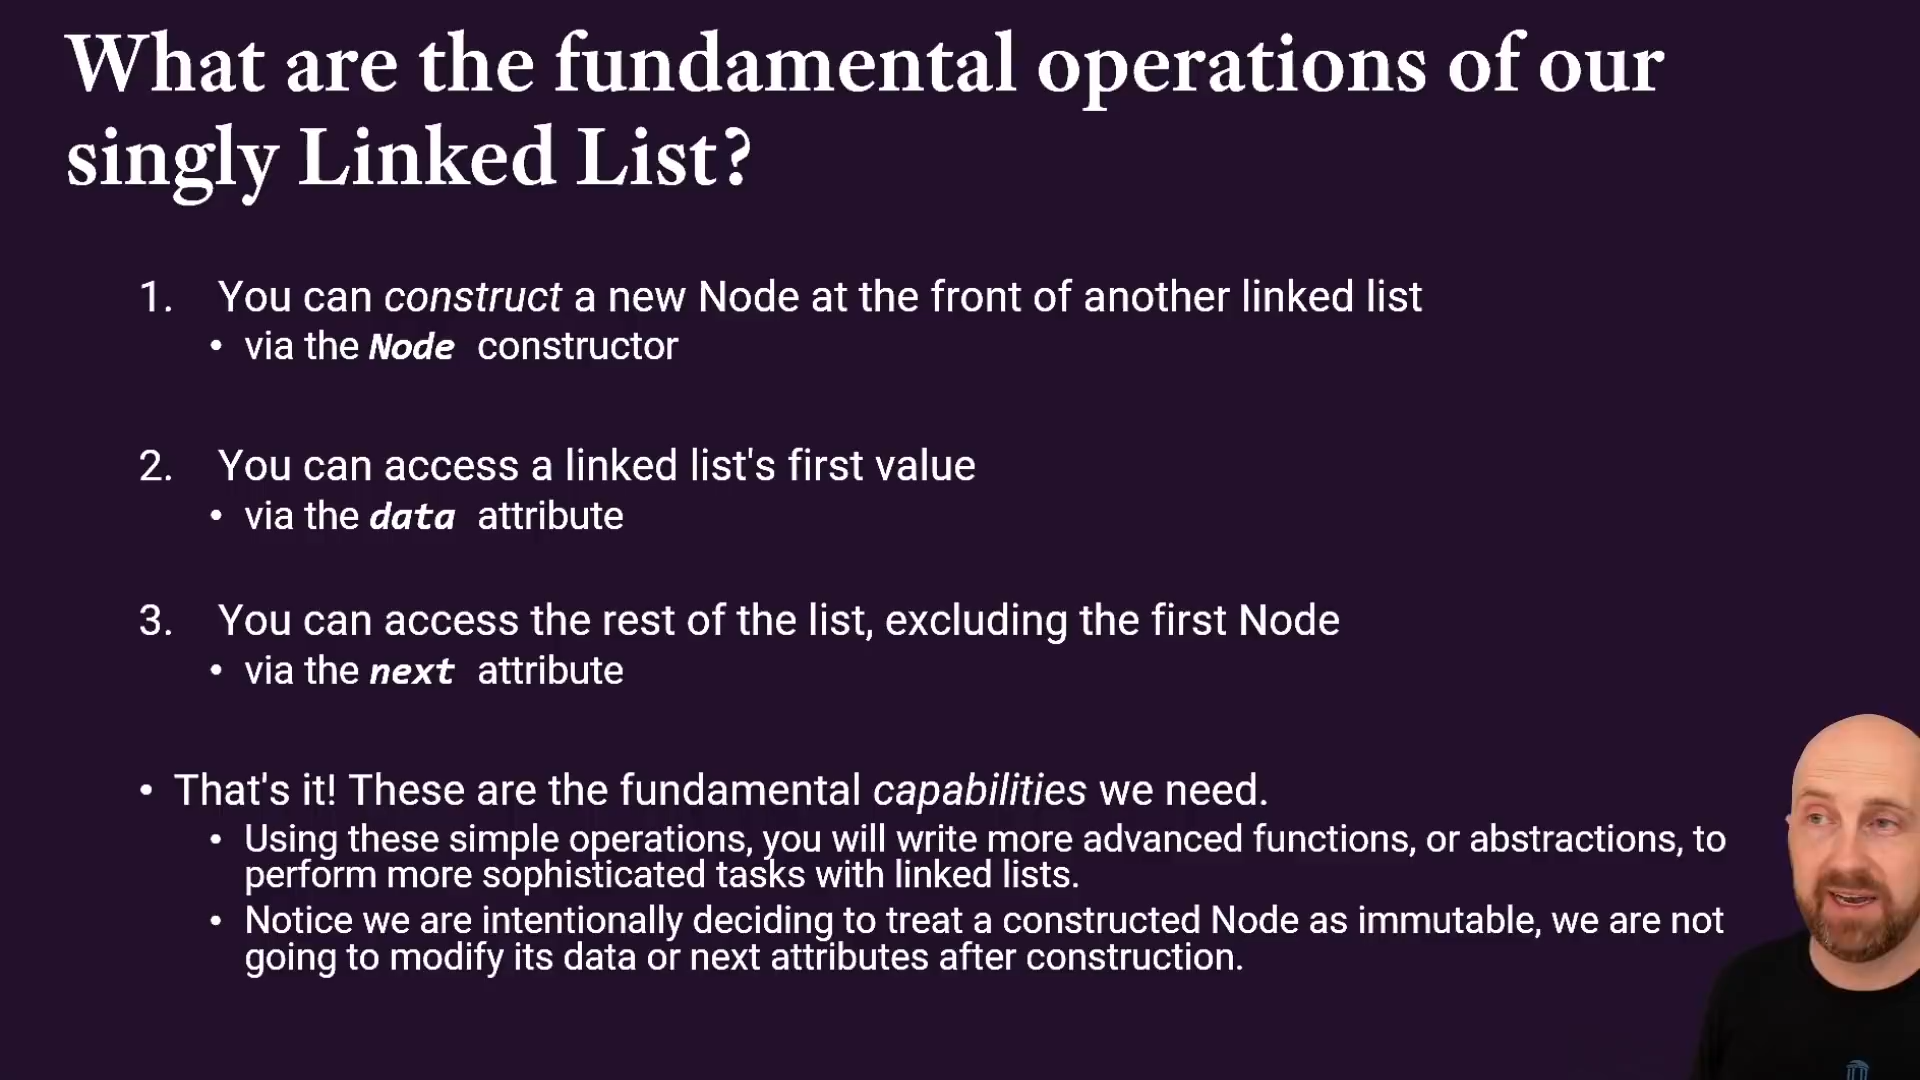 What are the fundamental operations of our
singly Linked List?
1. You can construct a new Node at the front of another linked list
• via the Node constructor
2. You can access a linked list's first value
• via the data attribute
3. You can access the rest of the list, excluding the first Node
• via the next attribute
• That's it! These are the fundamental capabilities we need.
• Using these simple operations, you will write more advanced functions, or abstractions, to
perform more sophisticated tasks with linked lists.
• Notice we are intentionally deciding to treat a constructed Node as immutable, we are not
going to modify its data or next attributes after construction.